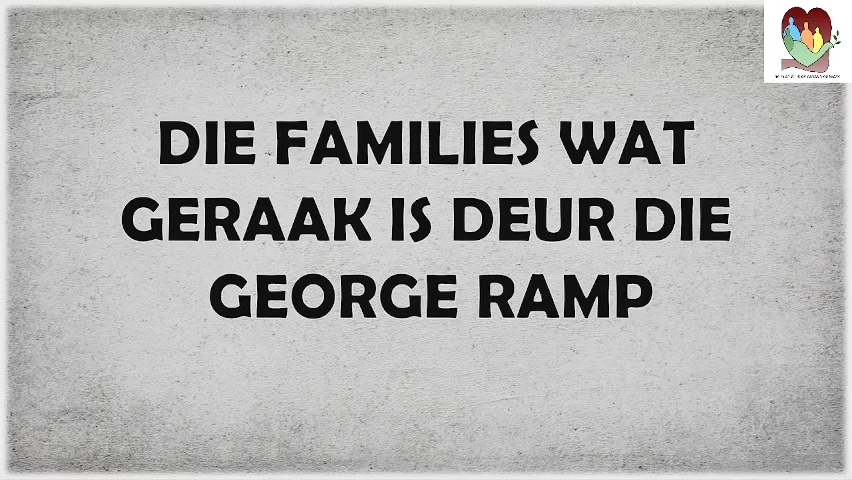 DIE FAMILIES WAT
GERAAK IS DEUR DIE
GEORGE RAMP